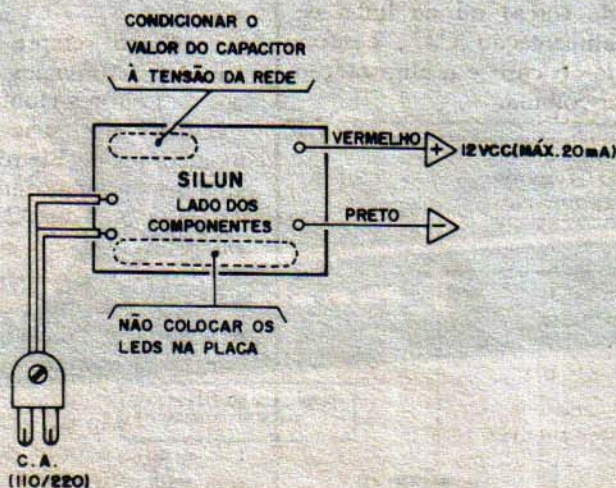 CONDICIONAR O
VALOR DO CAPACITOR
À TENSÃO DA REDE
VERMELHO
+
12VCC(MÁX.20mA)
SILUN
LADO DOS
COMPONENTES
PRETO
-
NÃO COLOCAR OS
LEDS NA PLACA
C.A.
(110/220)